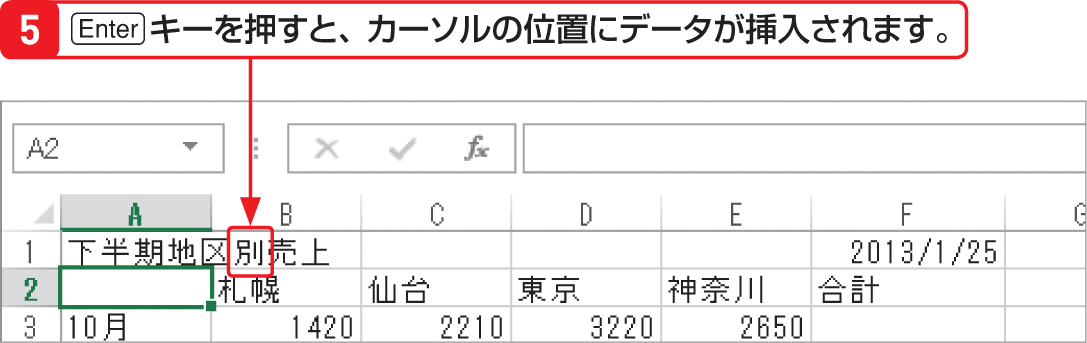 5 Enter キーを押すと、カーソルの位置にデータが挿入されます。
A2 fx
A B C D E F G
1 下半期地区別売上 2013/1/25
2 札幌 仙台 東京 神奈川 合計
3 10月 1420 2210 3220 2650